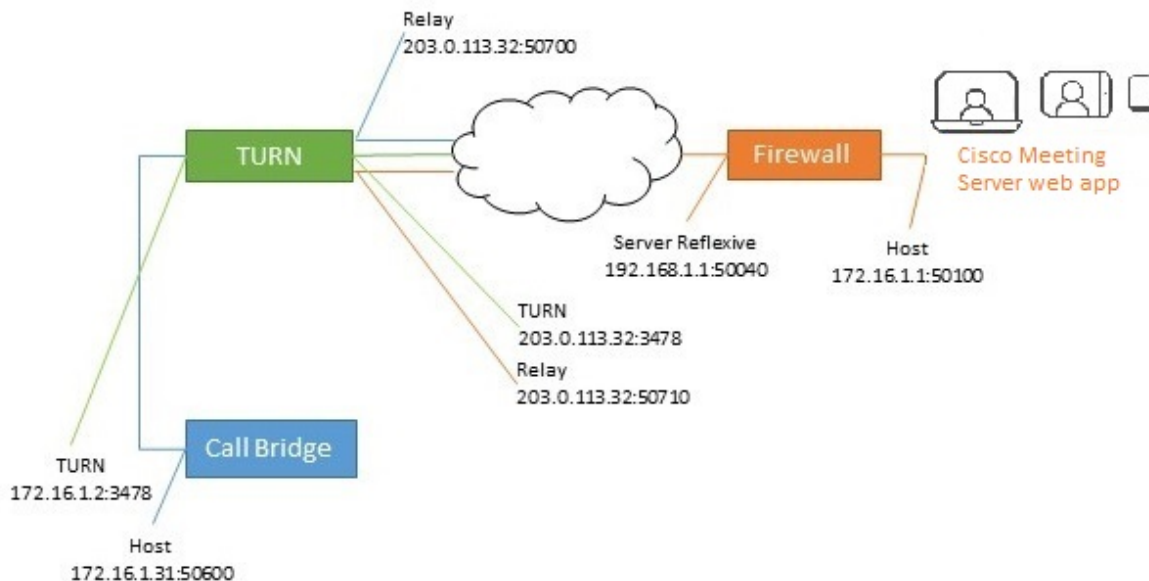 Relay
203.0.113.32:50700
TURN
Firewall
Cisco Meeting
Server web app
Server Reflexive
192.168.1.1:50040
Host
172.16.1.1:50100
TURN
203.0.113.32:3478
Relay
203.0.113.32:50710
Call Bridge
TURN
172.16.1.2:3478
Host
172.16.1.31:50600